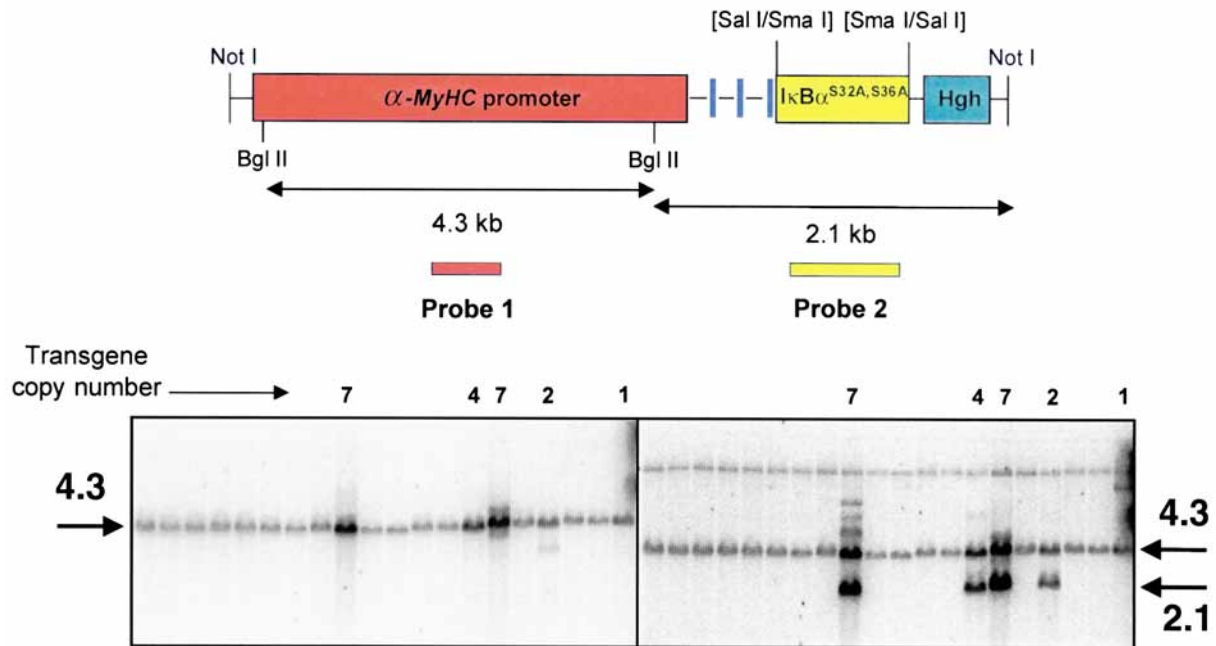 [Sal I/Sma I] [Sma I/Sal I]
Not I
Not I
α-MyHC promoter
IκBα^S32A, S36A
Hgh
Bgl II
Bgl II
4.3 kb
2.1 kb
Probe 1
Probe 2
Transgene
copy number
7 4 7 2 1
7 4 7 2 1
4.3
4.3
2.1